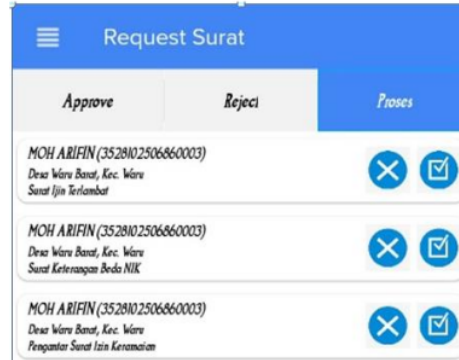 Request Surat
Approve Reject Proses
MOH ARIFIN (3528102506860003)
Desa Waru Barat, Kec. Waru
Surat Ijin Terlambat
MOH ARIFIN (3528102506860003)
Desa Waru Barat, Kec. Waru
Surat Keterangan Beda NIK
MOH ARIFIN (3528102506860003)
Desa Waru Barat, Kec. Waru
Pengantar Surat Izin Keramaian